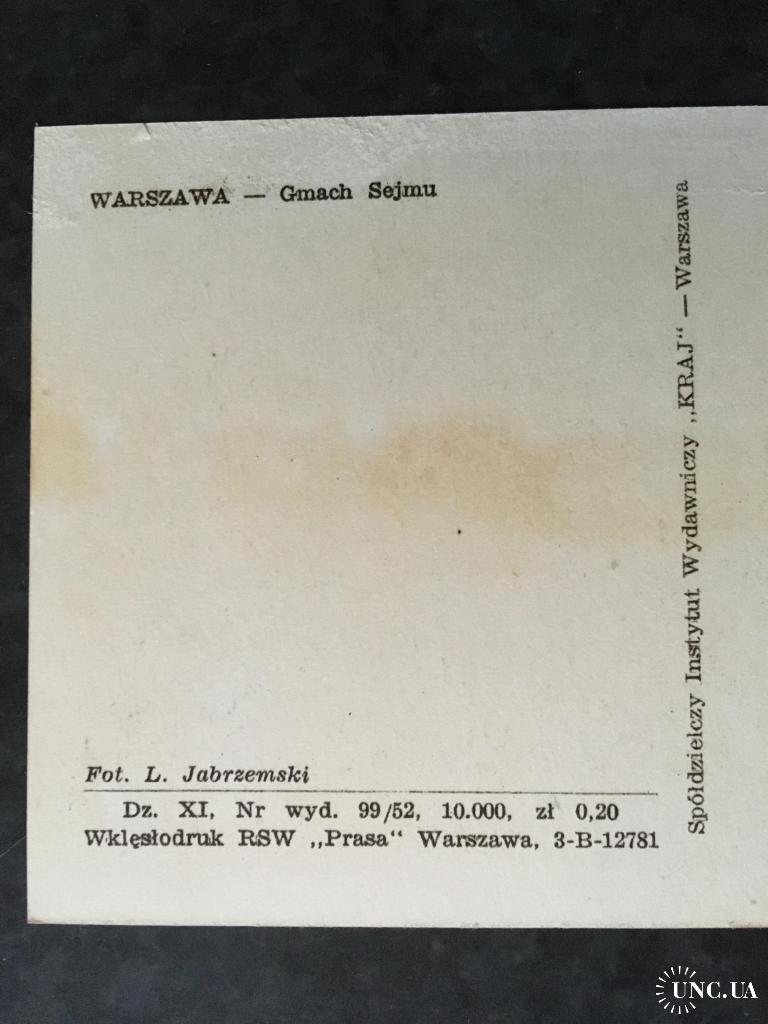 WARSZAWA — Gmach Sejmu
Spółdzielczy Instytut Wydawniczy „KRAJ“ — Warszawa
Fot. L. Jabrzemski
Dz. XI, Nr wyd. 99/52, 10.000, zł 0,20
Wklęsłodruk RSW „Prasa“ Warszawa, 3-B-12781
UNC.UA